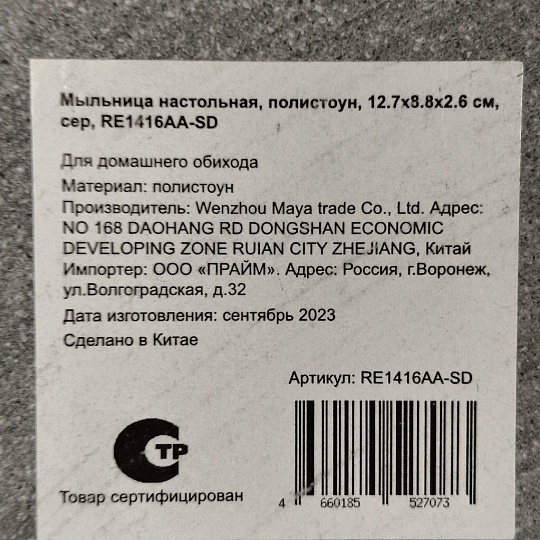 Мыльница настольная, полистоун, 12.7х8.8х2.6 см,
сер, RE1416AA-SD
Для домашнего обихода
Материал: полистоун
Производитель: Wenzhou Maya trade Co., Ltd. Адрес:
NO 168 DAOHANG RD DONGSHAN ECONOMIC
DEVELOPING ZONE RUIAN CITY ZHEJIANG, Китай
Импортер: ООО «ПРАЙМ». Адрес: Россия, г.Воронеж,
ул.Волгоградская, д.32
Дата изготовления: сентябрь 2023
Сделано в Китае
Артикул: RE1416AA-SD
СТР
Товар сертифицирован
4 660185 527073